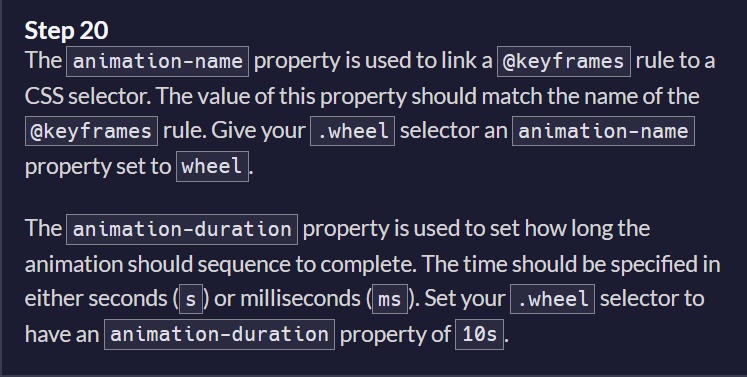 Step 20
The animation-name property is used to link a @keyframes rule to a
CSS selector. The value of this property should match the name of the
@keyframes rule. Give your .wheel selector an animation-name
property set to wheel.
The animation-duration property is used to set how long the
animation should sequence to complete. The time should be specified in
either seconds (s) or milliseconds (ms). Set your .wheel selector to
have an animation-duration property of 10s.